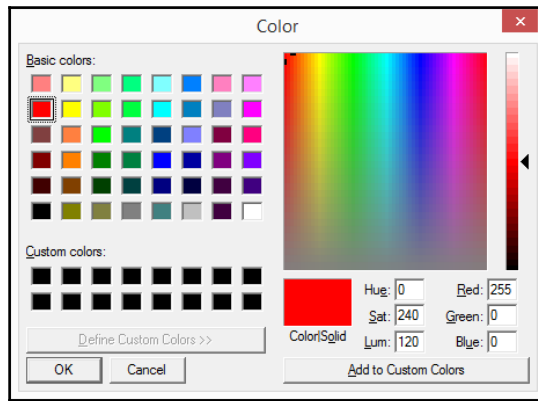 Color
Basic colors:
Custom colors:
Define Custom Colors >>
OK Cancel
Color|Solid
Hue: 0 Red: 255
Sat: 240 Green: 0
Lum: 120 Blue: 0
Add to Custom Colors